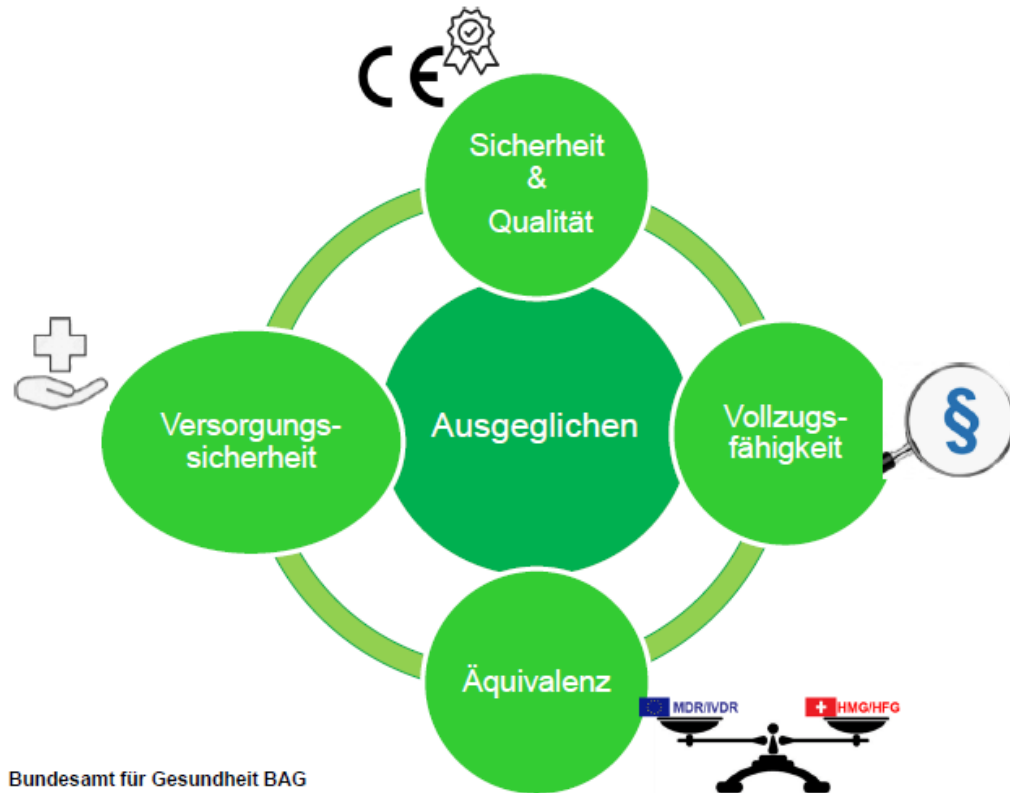 CE
Sicherheit
&
Qualität
Versorgungs-
sicherheit
Ausgeglichen
Vollzugs-
fähigkeit
§
Äquivalenz
MDR/IVDR
HMG/HFG
Bundesamt für Gesundheit BAG